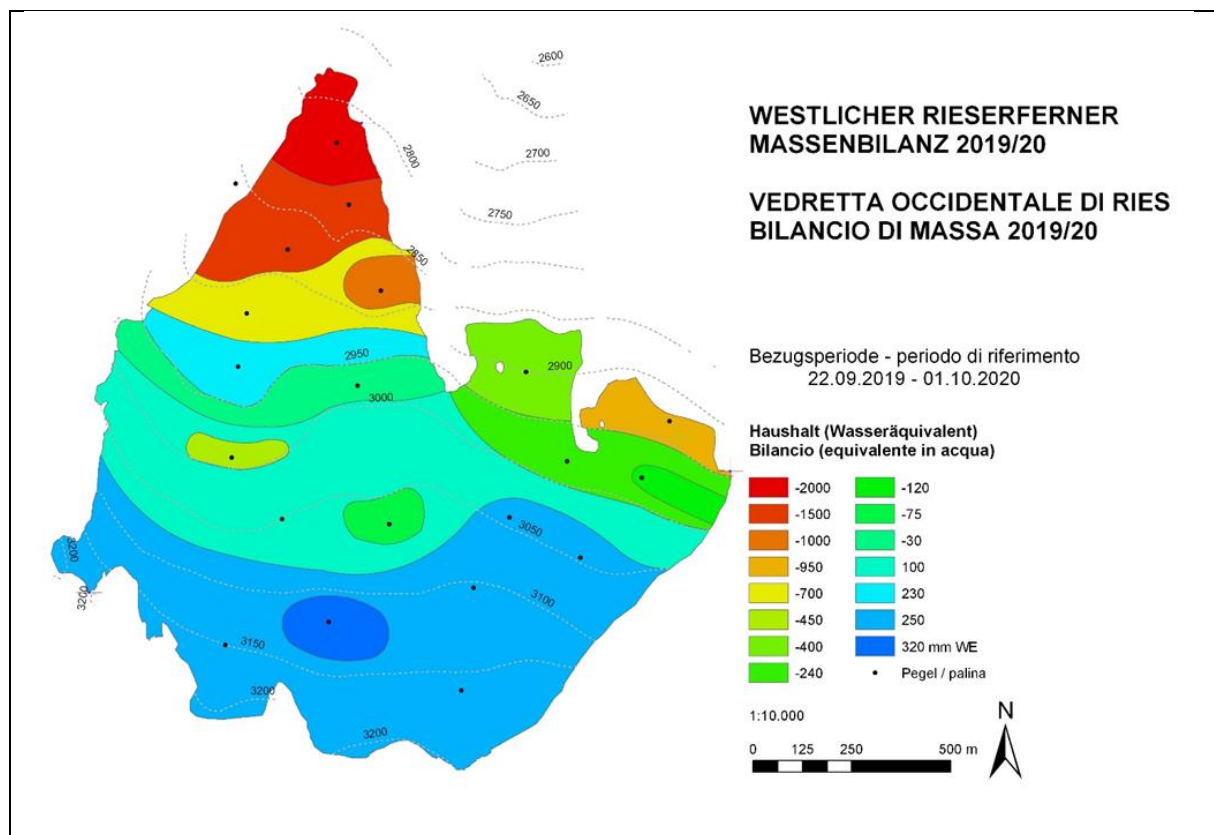 WESTLICHER RIESERFERNER
MASSENBILANZ 2019/20
VEDRETTA OCCIDENTALE DI RIES
BILANCIO DI MASSA 2019/20
Bezugsperiode - periodo di riferimento
22.09.2019 - 01.10.2020
Haushalt (Wasseräquivalent)
Bilancio (equivalente in acqua)
-2000
-1500
-1000
-950
-700
-450
-400
-240
-120
-75
-30
100
230
250
320 mm WE
Pegel / palina
1:10.000
0 125 250 500 m
N
2600
2650
2700
2750
2800
2850
2900
2950
3000
3050
3100
3150
3200
3200
3200
3200